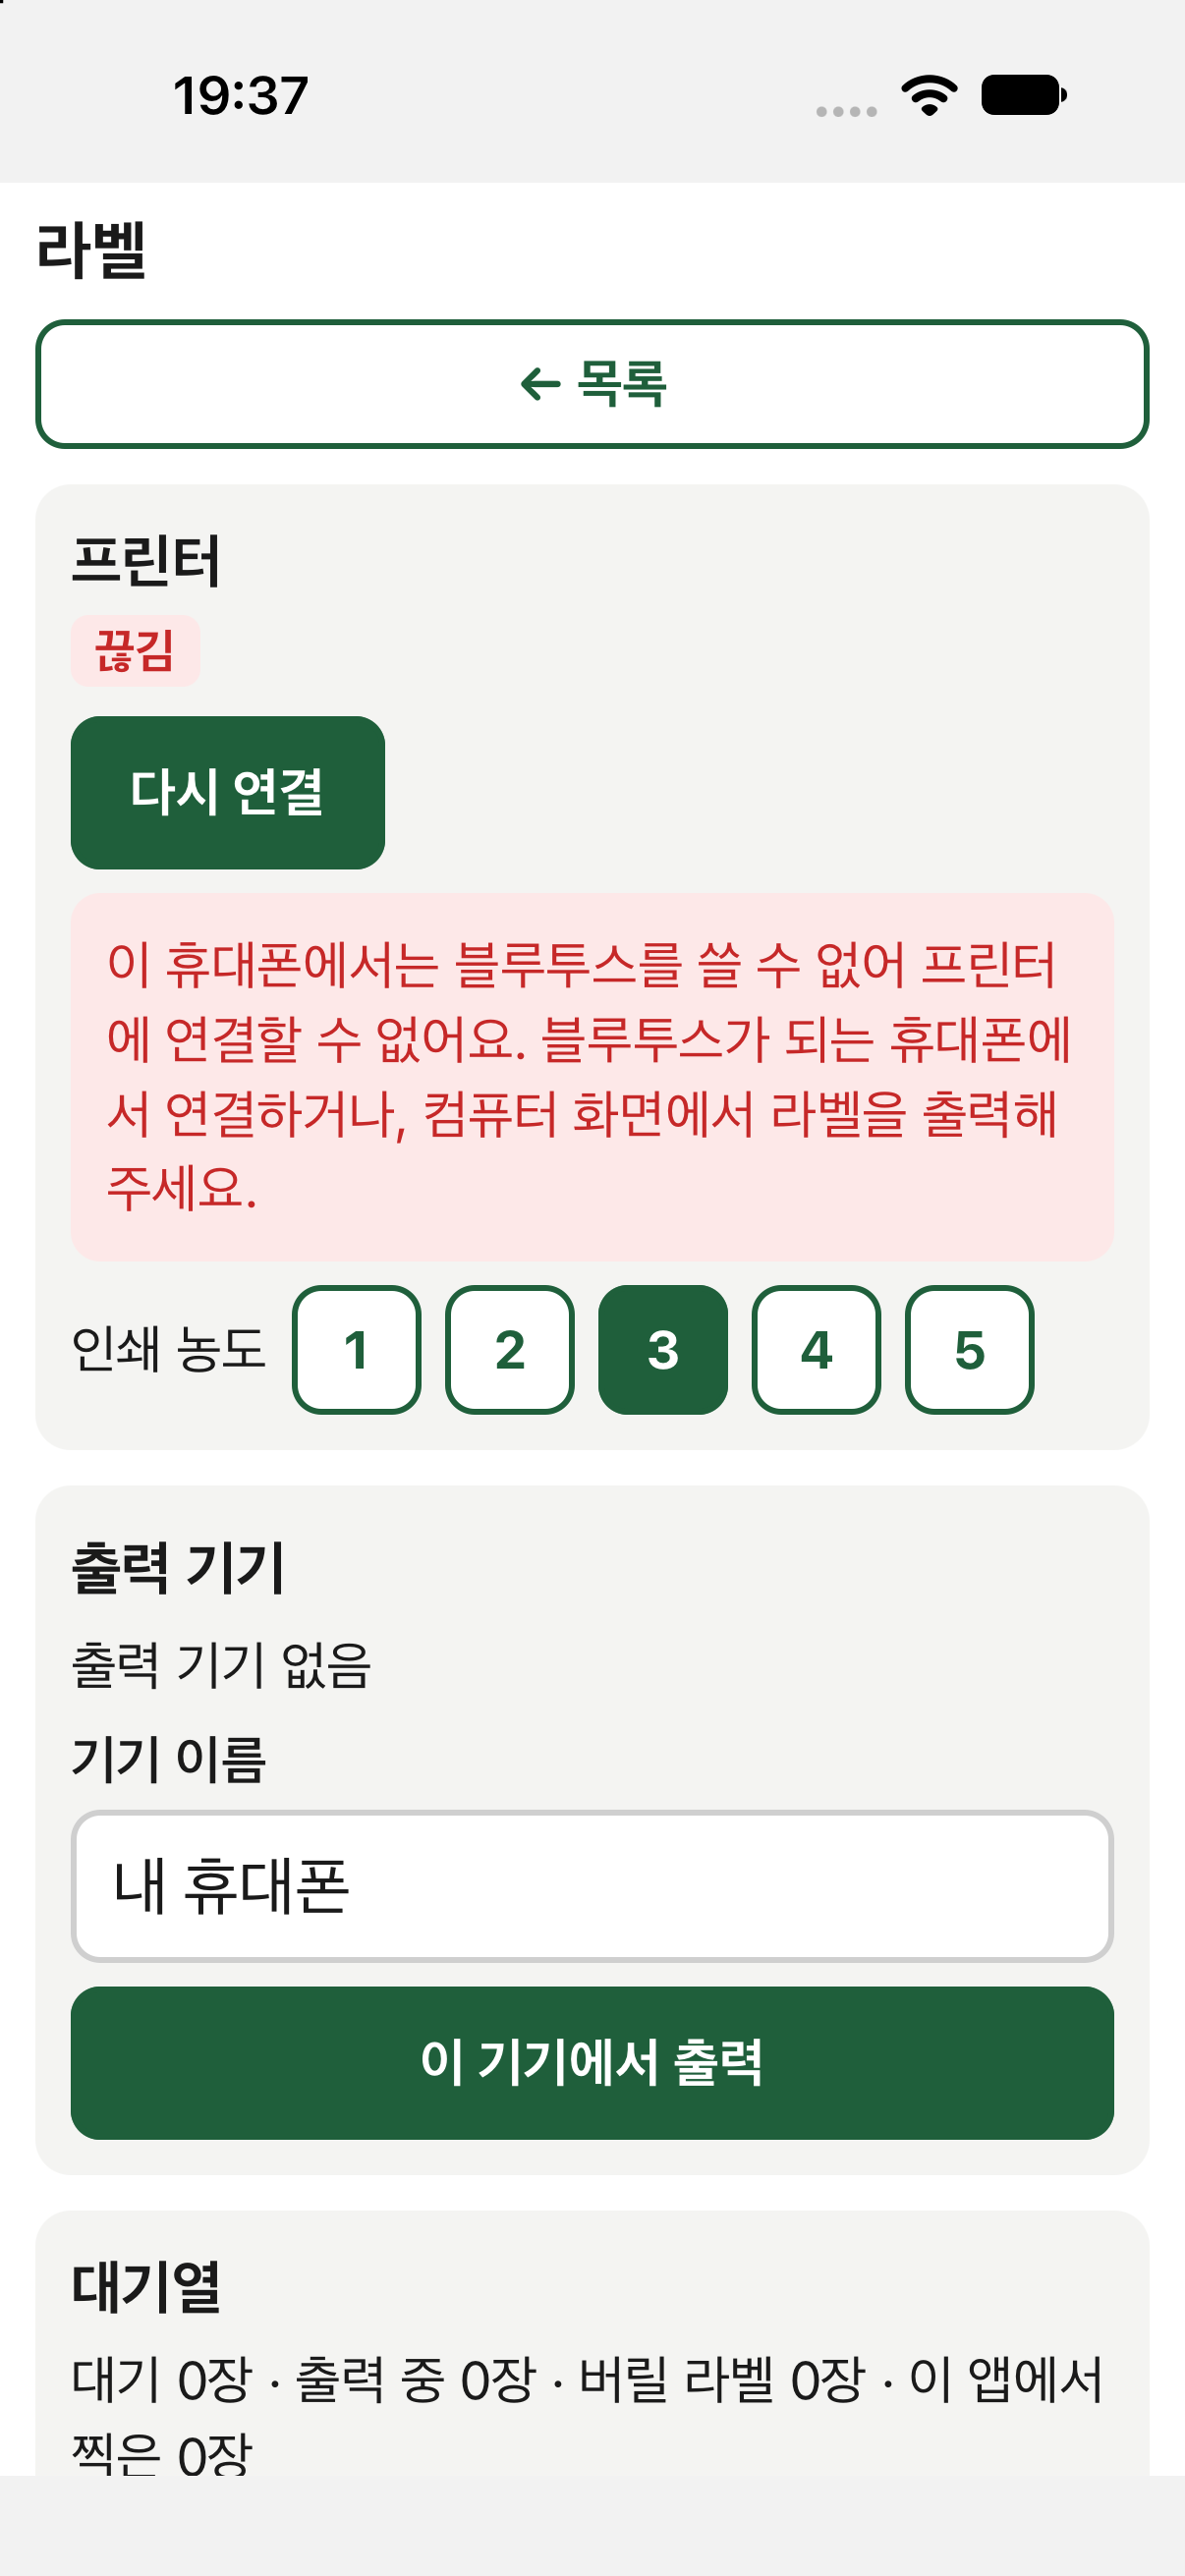 19:37
라벨
← 목록
프린터
끊김
다시 연결
이 휴대폰에서는 블루투스를 쓸 수 없어 프린터
에 연결할 수 없어요. 블루투스가 되는 휴대폰에
서 연결하거나, 컴퓨터 화면에서 라벨을 출력해
주세요.
인쇄 농도 1 2 3 4 5
출력 기기
출력 기기 없음
기기 이름
내 휴대폰
이 기기에서 출력
대기열
대기 0장 · 출력 중 0장 · 버릴 라벨 0장 · 이 앱에서
찍은 0장